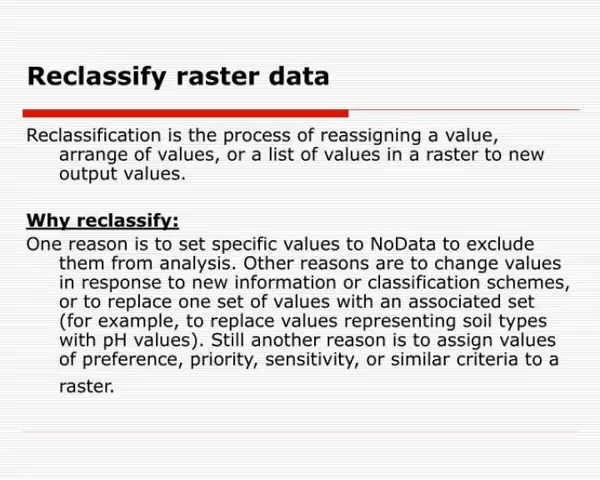 Reclassify raster data
Reclassification is the process of reassigning a value,
arrange of values, or a list of values in a raster to new
output values.
Why reclassify:
One reason is to set specific values to NoData to exclude
them from analysis. Other reasons are to change values
in response to new information or classification schemes,
or to replace one set of values with an associated set
(for example, to replace values representing soil types
with pH values). Still another reason is to assign values
of preference, priority, sensitivity, or similar criteria to a
raster.